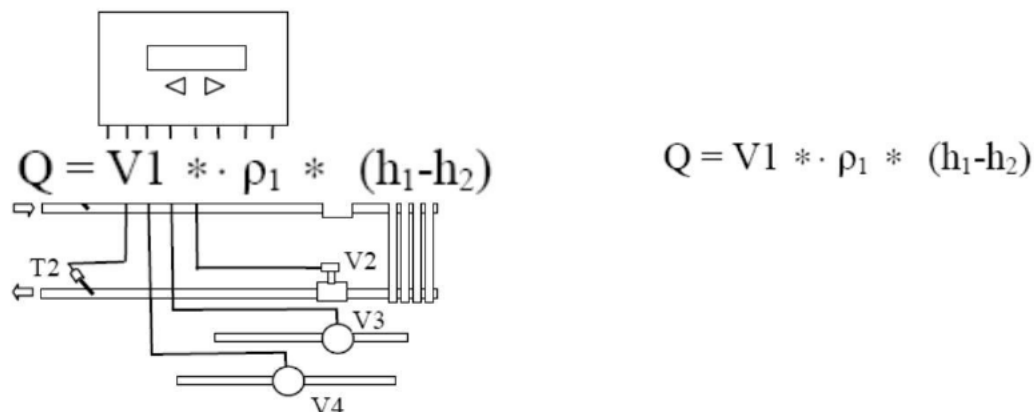 Q = V1 *· ρ₁ * (h₁-h₂)
Q = V1 *· ρ₁ * (h₁-h₂)
T2
V2
V3
V4